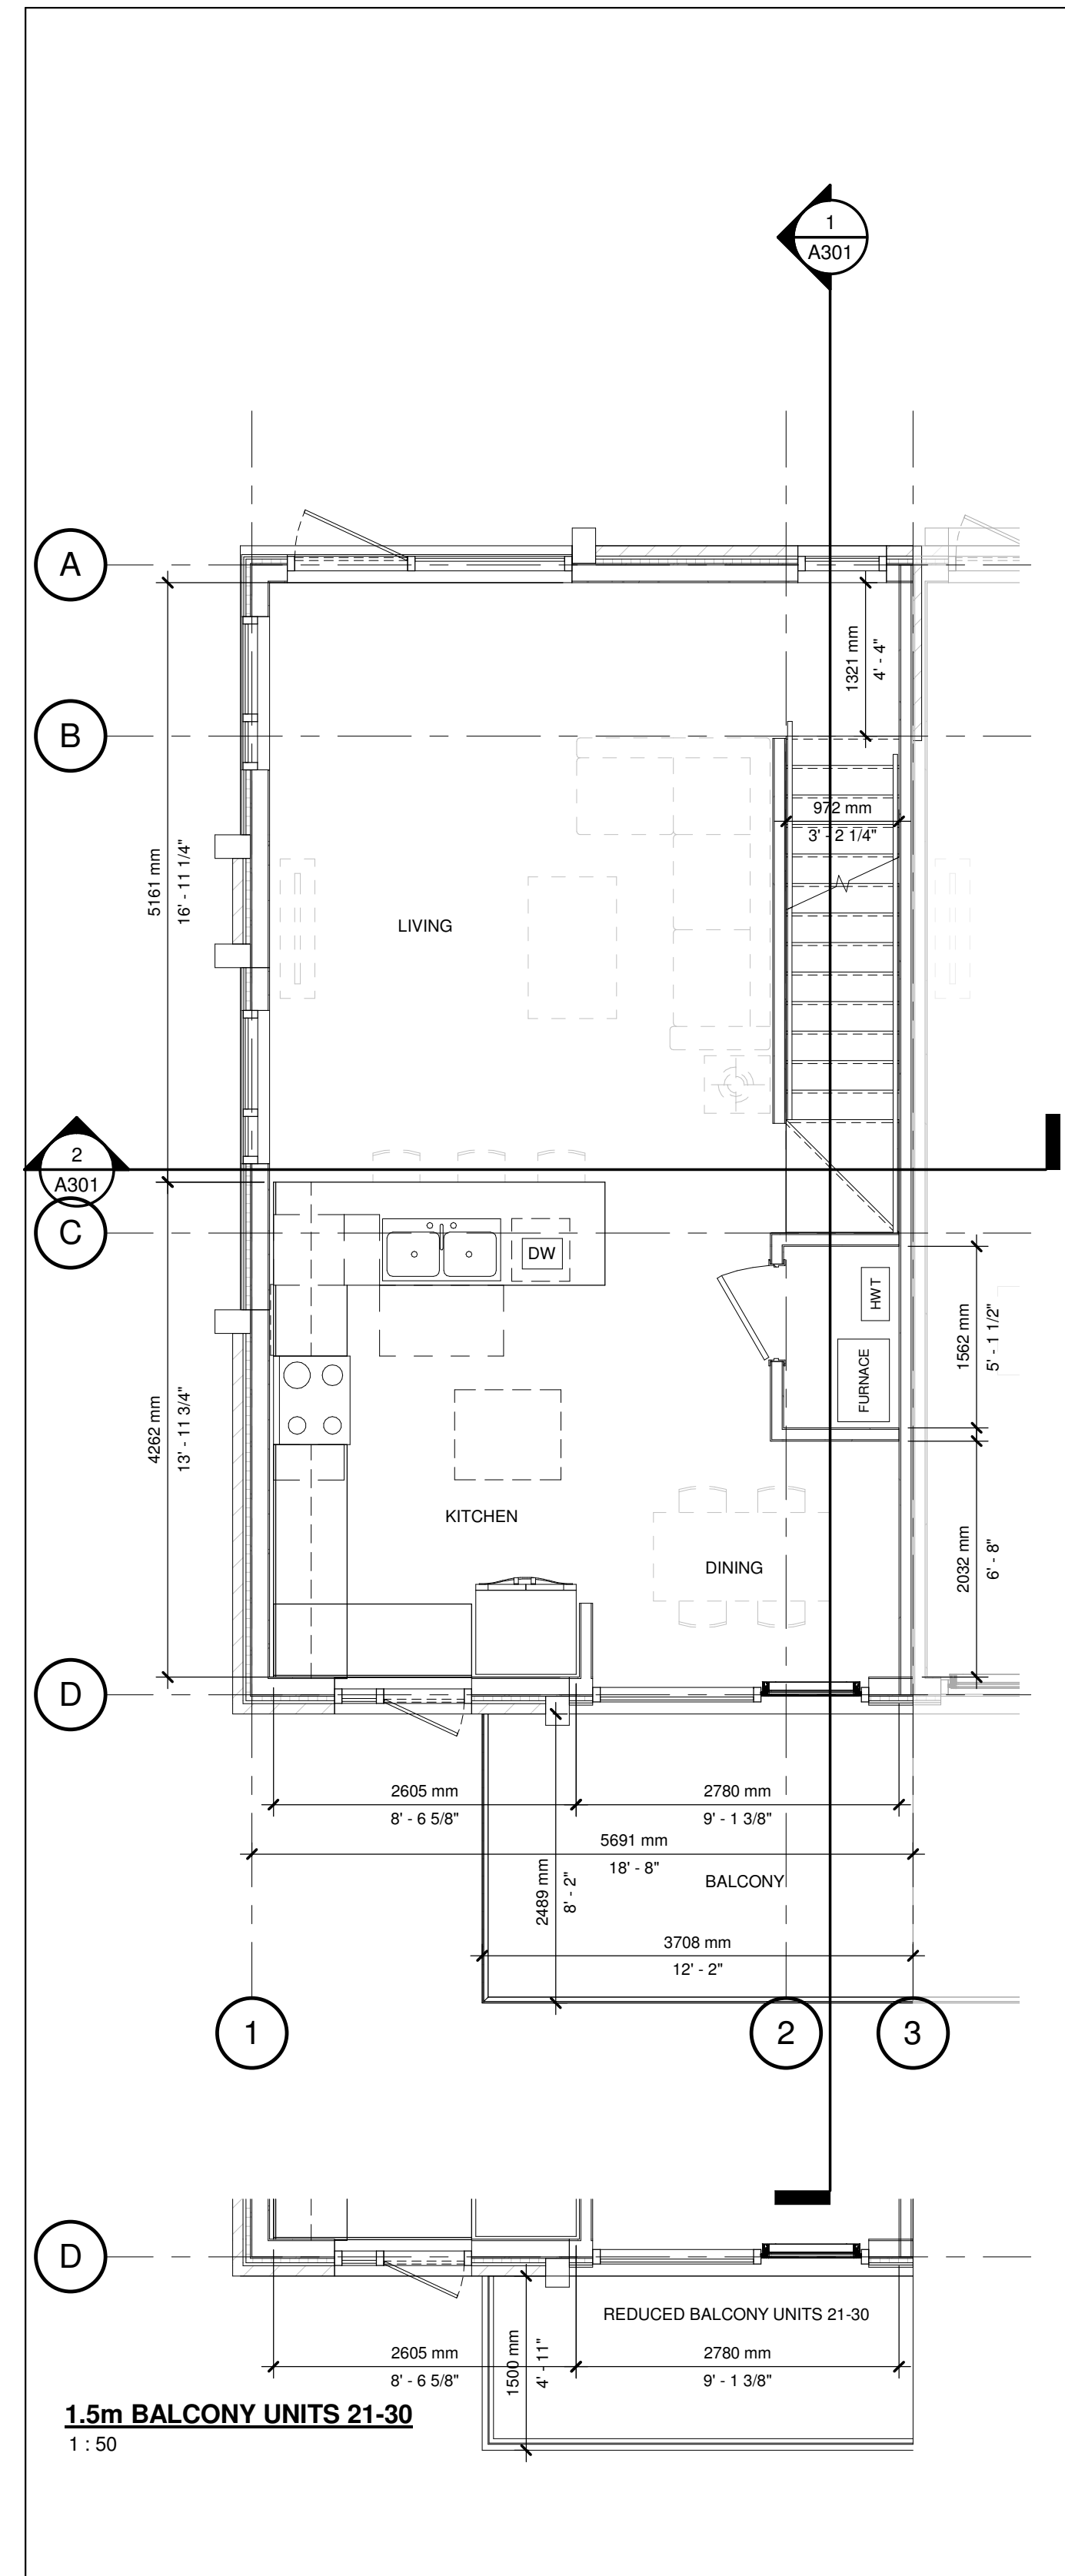 1
A301
A
1321 mm
4' - 4"
B
972 mm
3' - 2 1/4"
5161 mm
16' - 11 1/4"
LIVING
2
A301
C
DW
HWT
FURNACE
1562 mm
5' - 1 1/2"
4262 mm
13' - 11 3/4"
KITCHEN
DINING
2032 mm
6' - 8"
D
2605 mm
8' - 6 5/8"
2780 mm
9' - 1 3/8"
5691 mm
18' - 8"
BALCONY
2489 mm
8' - 2"
3708 mm
12' - 2"
1
2
3
D
REDUCED BALCONY UNITS 21-30
2605 mm
8' - 6 5/8"
1500 mm
4' - 11"
2780 mm
9' - 1 3/8"
1.5m BALCONY UNITS 21-30
1 : 50